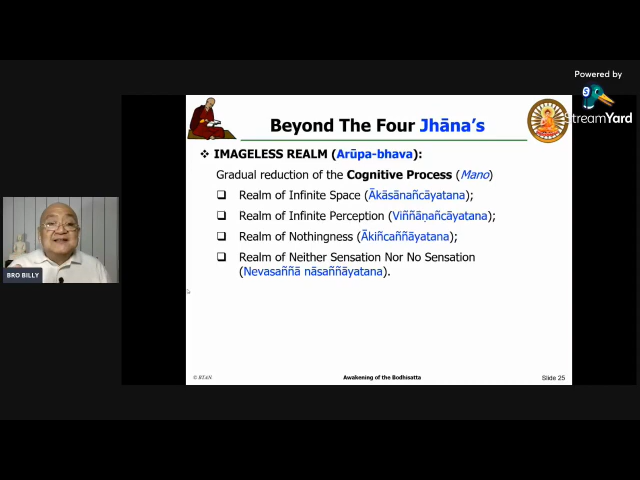 Powered by
StreamYard
Beyond The Four Jhāna's
❖ IMAGELESS REALM (Arūpa-bhava):
Gradual reduction of the Cognitive Process (Mano)
❑ Realm of Infinite Space (Ākāsānañcāyatana);
❑ Realm of Infinite Perception (Viññāṇañcāyatana);
❑ Realm of Nothingness (Ākiñcaññāyatana);
❑ Realm of Neither Sensation Nor No Sensation
(Nevasaññā nāsaññāyatana).
BRO BILLY
© BTAN
Awakening of the Bodhisatta
Slide 25